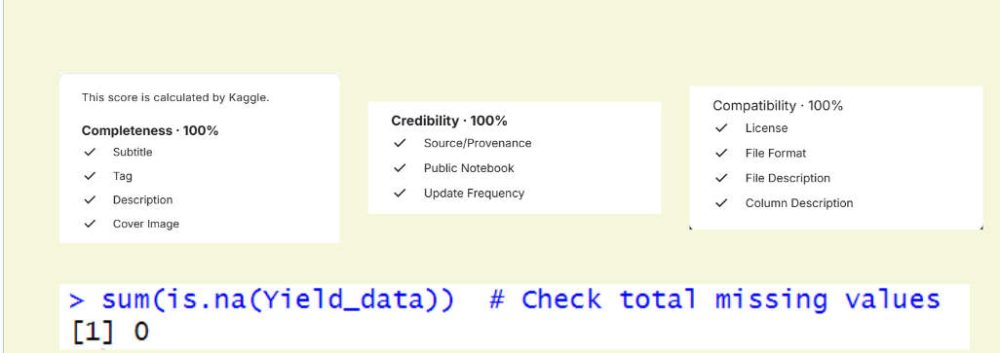 This score is calculated by Kaggle.
Completeness · 100%
Subtitle
Tag
Description
Cover Image
Credibility · 100%
Source/Provenance
Public Notebook
Update Frequency
Compatibility · 100%
License
File Format
File Description
Column Description
> sum(is.na(Yield_data))  # Check total missing values
[1] 0